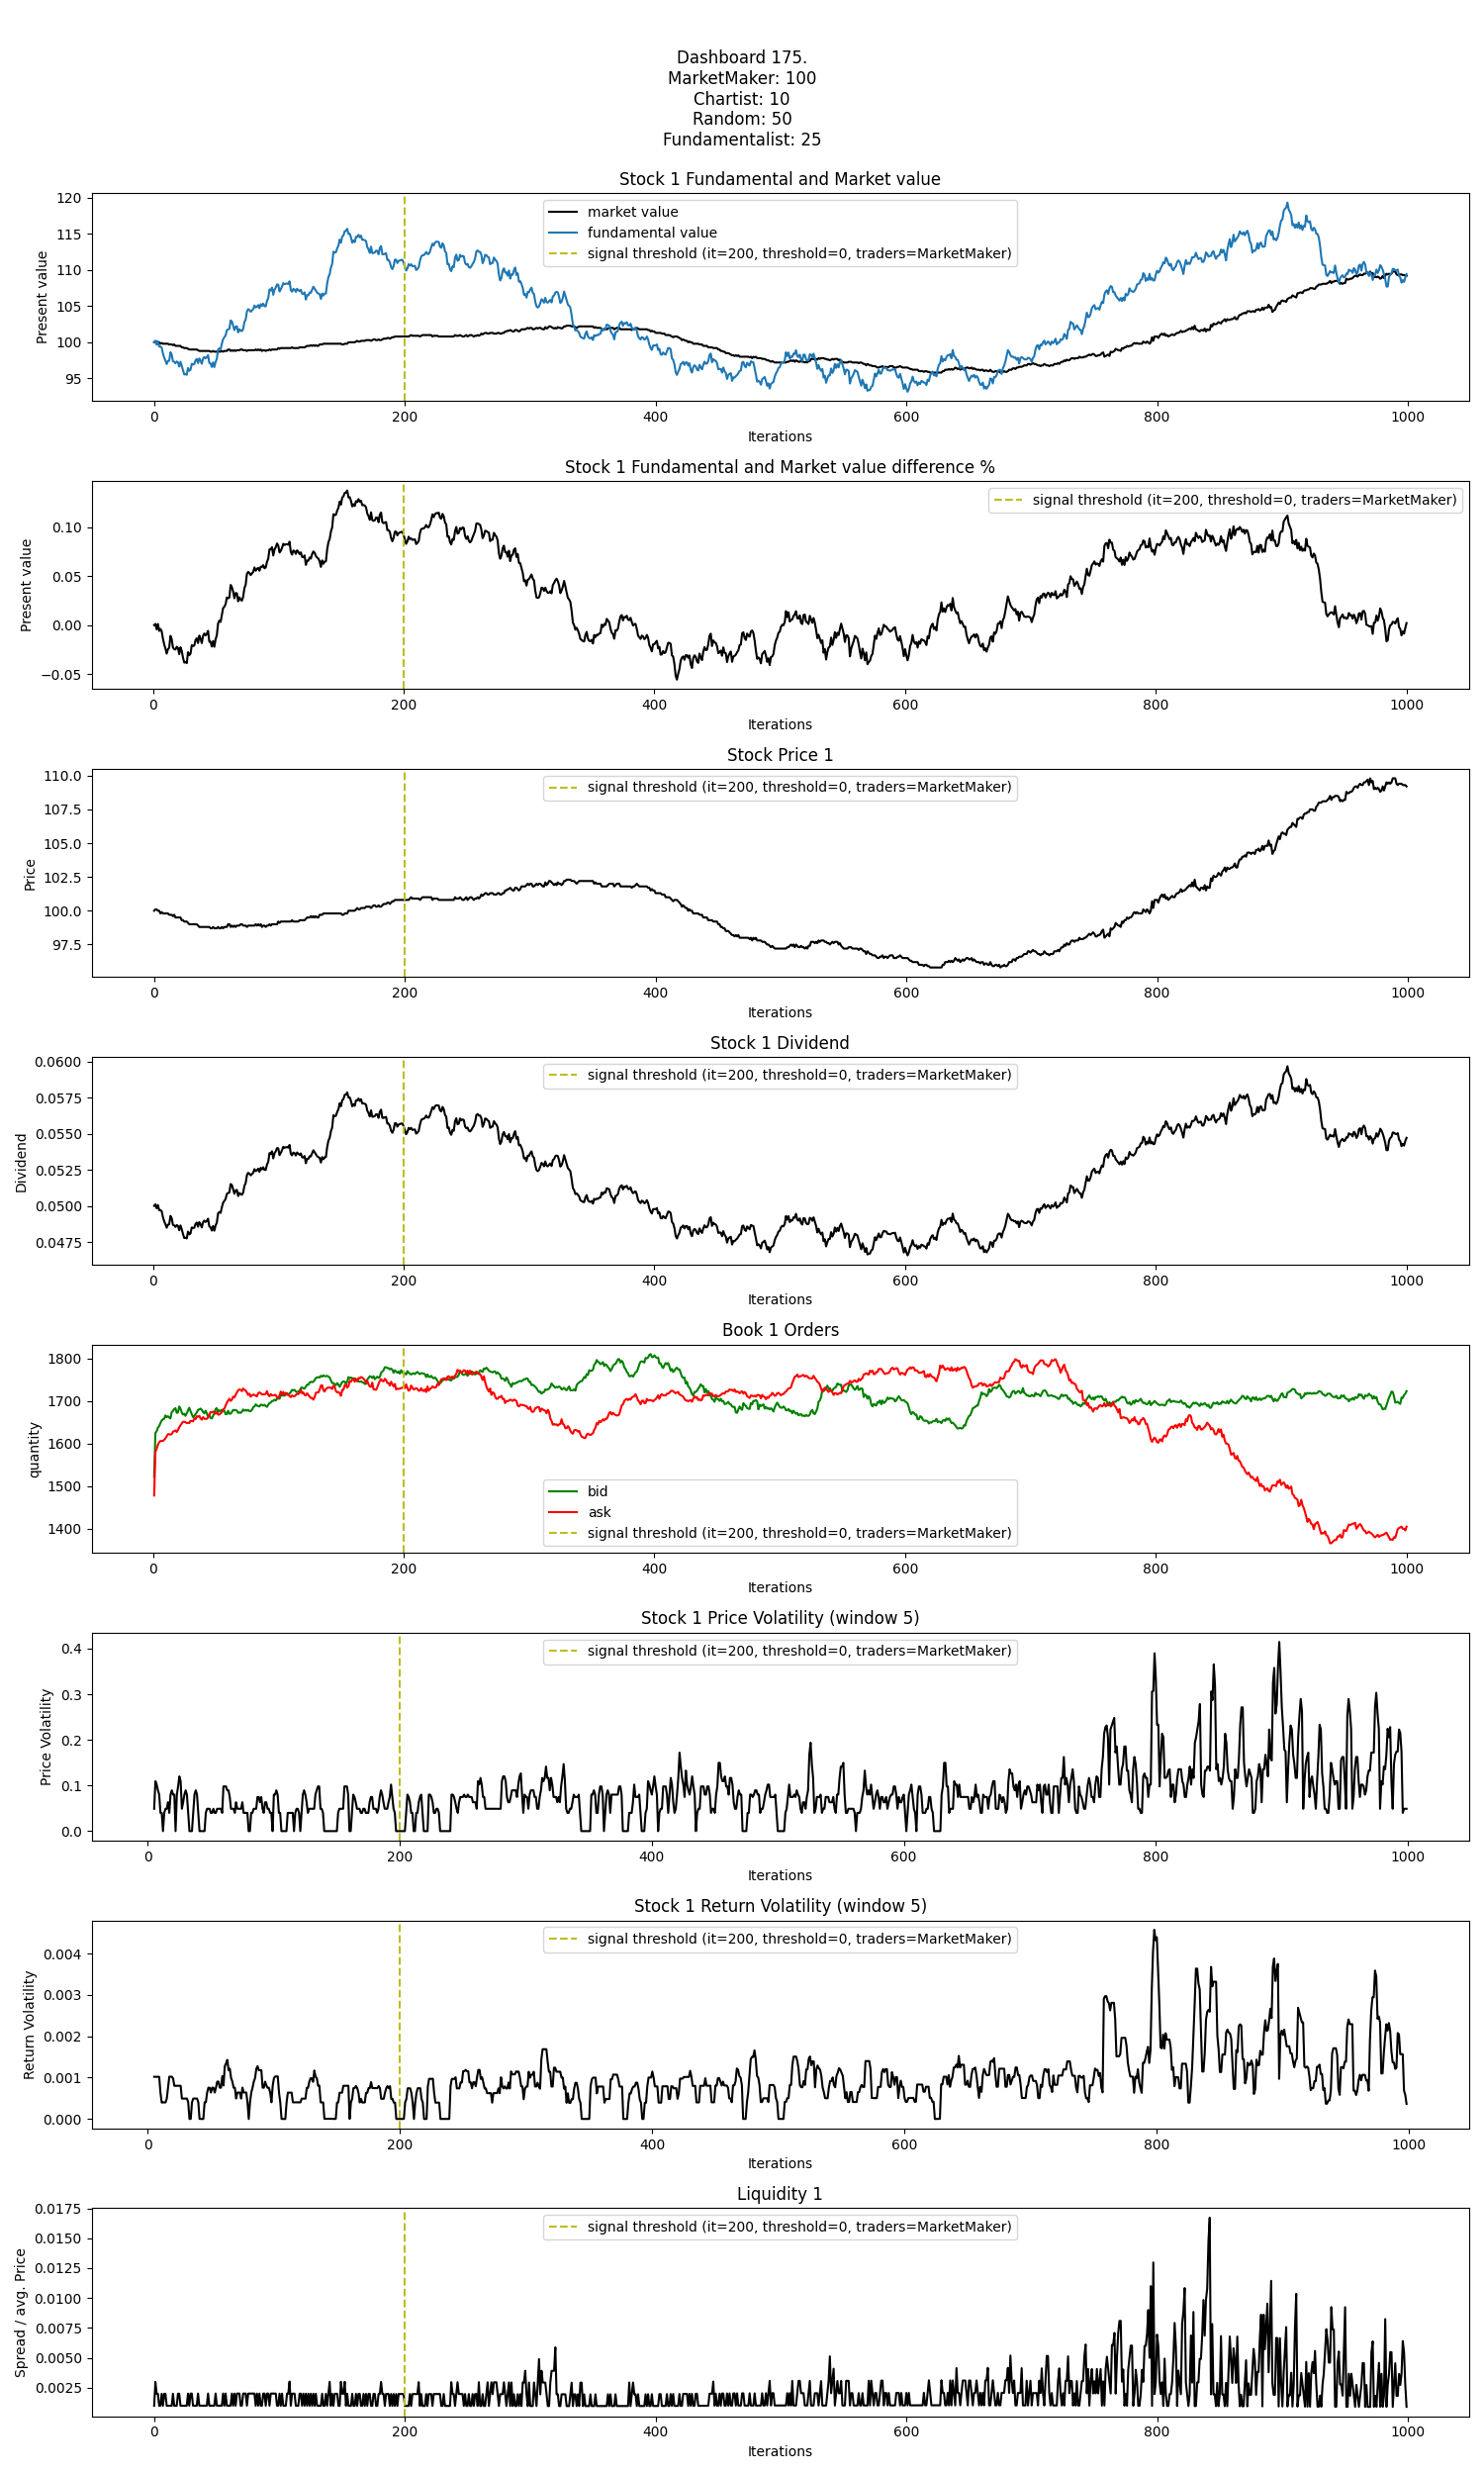 Dashboard 175.
MarketMaker: 100
Chartist: 10
Random: 50
Fundamentalist: 25
Stock 1 Fundamental and Market value
120
115
110
105
100
95
Present value
market value
fundamental value
signal threshold (it=200, threshold=0, traders=MarketMaker)
0 200 400 600 800 1000
Iterations
Stock 1 Fundamental and Market value difference %
0.10
0.05
0.00
−0.05
Present value
signal threshold (it=200, threshold=0, traders=MarketMaker)
0 200 400 600 800 1000
Iterations
Stock Price 1
110.0
107.5
105.0
102.5
100.0
97.5
Price
signal threshold (it=200, threshold=0, traders=MarketMaker)
0 200 400 600 800 1000
Iterations
Stock 1 Dividend
0.0600
0.0575
0.0550
0.0525
0.0500
0.0475
Dividend
signal threshold (it=200, threshold=0, traders=MarketMaker)
0 200 400 600 800 1000
Iterations
Book 1 Orders
1800
1700
1600
1500
1400
quantity
bid
ask
signal threshold (it=200, threshold=0, traders=MarketMaker)
0 200 400 600 800 1000
Iterations
Stock 1 Price Volatility (window 5)
0.4
0.3
0.2
0.1
0.0
Price Volatility
signal threshold (it=200, threshold=0, traders=MarketMaker)
0 200 400 600 800 1000
Iterations
Stock 1 Return Volatility (window 5)
0.004
0.003
0.002
0.001
0.000
Return Volatility
signal threshold (it=200, threshold=0, traders=MarketMaker)
0 200 400 600 800 1000
Iterations
Liquidity 1
0.0175
0.0150
0.0125
0.0100
0.0075
0.0050
0.0025
Spread / avg. Price
signal threshold (it=200, threshold=0, traders=MarketMaker)
0 200 400 600 800 1000
Iterations